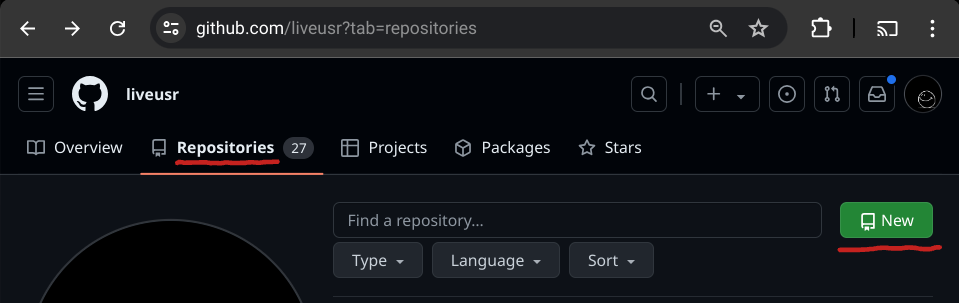 github.com/liveusr?tab=repositories
liveusr
Overview Repositories 27 Projects Packages Stars
Find a repository... New
Type Language Sort